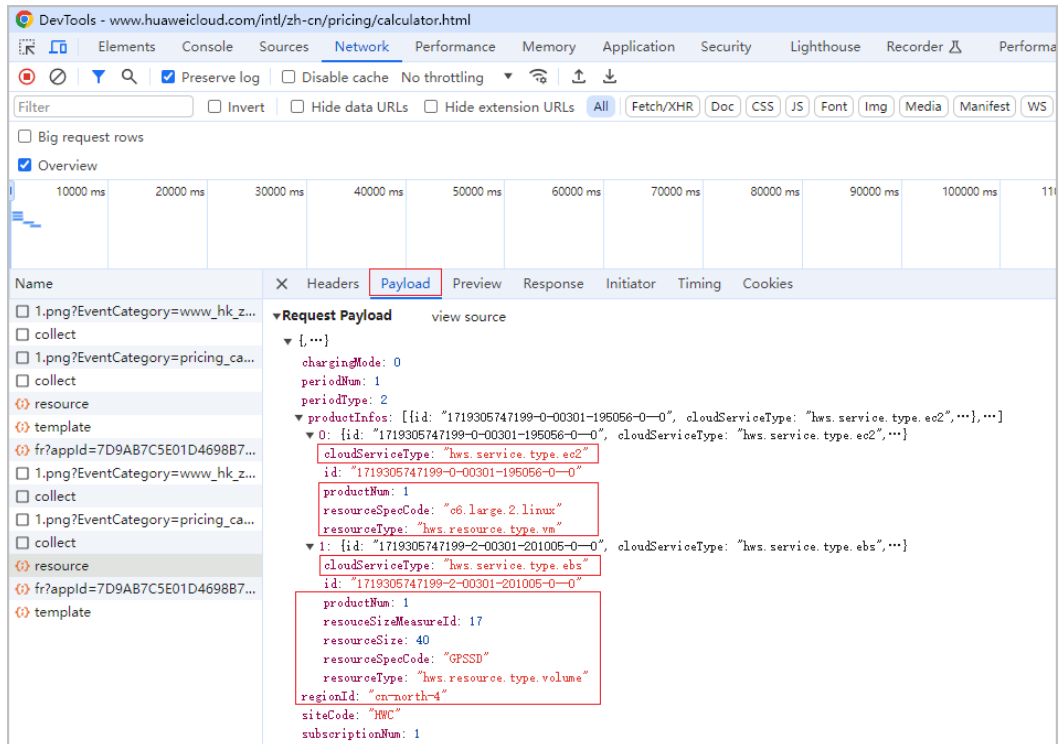 DevTools - www.huaweicloud.com/intl/zh-cn/pricing/calculator.html
Elements Console Sources Network Performance Memory Application Security Lighthouse Recorder Performa
Preserve log Disable cache No throttling
Filter Invert Hide data URLs Hide extension URLs All Fetch/XHR Doc CSS JS Font Img Media Manifest WS
Big request rows
Overview
10000 ms 20000 ms 30000 ms 40000 ms 50000 ms 60000 ms 70000 ms 80000 ms 90000 ms 100000 ms 11
Name
1.png?EventCategory=www_hk_z...
collect
1.png?EventCategory=pricing_ca...
collect
resource
template
fr?appId=7D9AB7C5E01D4698B7...
1.png?EventCategory=www_hk_z...
collect
1.png?EventCategory=pricing_ca...
collect
resource
fr?appId=7D9AB7C5E01D4698B7...
template
Headers Payload Preview Response Initiator Timing Cookies
Request Payload view source
{,…}
chargingMode: 0
periodNum: 1
periodType: 2
productInfos: [{id: "1719305747199-0-00301-195056-0--0", cloudServiceType: "hws.service.type.ec2",…},…]
0: {id: "1719305747199-0-00301-195056-0--0", cloudServiceType: "hws.service.type.ec2",…}
cloudServiceType: "hws.service.type.ec2"
id: "1719305747199-0-00301-195056-0--0"
productNum: 1
resourceSpecCode: "c6.large.2.linux"
resourceType: "hws.resource.type.vm"
1: {id: "1719305747199-2-00301-201005-0--0", cloudServiceType: "hws.service.type.ebs",…}
cloudServiceType: "hws.service.type.ebs"
id: "1719305747199-2-00301-201005-0--0"
productNum: 1
resouceSizeMeasureId: 17
resourceSize: 40
resourceSpecCode: "GPSSD"
resourceType: "hws.resource.type.volume"
regionId: "cn-north-4"
siteCode: "HWC"
subscriptionNum: 1